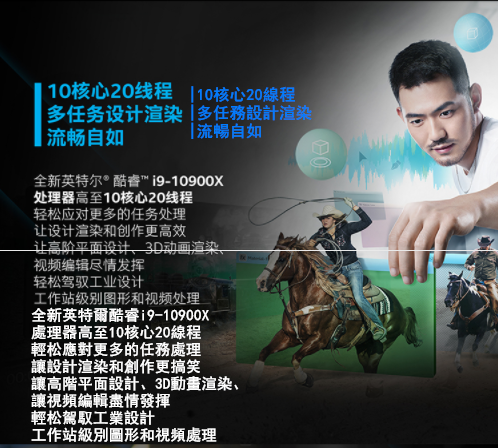 10核心20线程
多任务设计渲染
流畅自如
10核心20線程
多任務設計渲染
流暢自如
全新英特尔® 酷睿™ i9-10900X
处理器高至10核心20线程
轻松应对更多的任务处理
让设计渲染和创作更高效
让高阶平面设计、3D动画渲染、
视频编辑尽情发挥
轻松驾驭工业设计
工作站级别图形和视频处理
全新英特爾酷睿i9-10900X
處理器高至10核心20線程
輕松應對更多的任務處理
讓設計渲染和創作更搞笑
讓高階平面設計、3D動畫渲染、
讓視頻編輯盡情發揮
輕松駕馭工業設計
工作站級別圖形和視頻處理